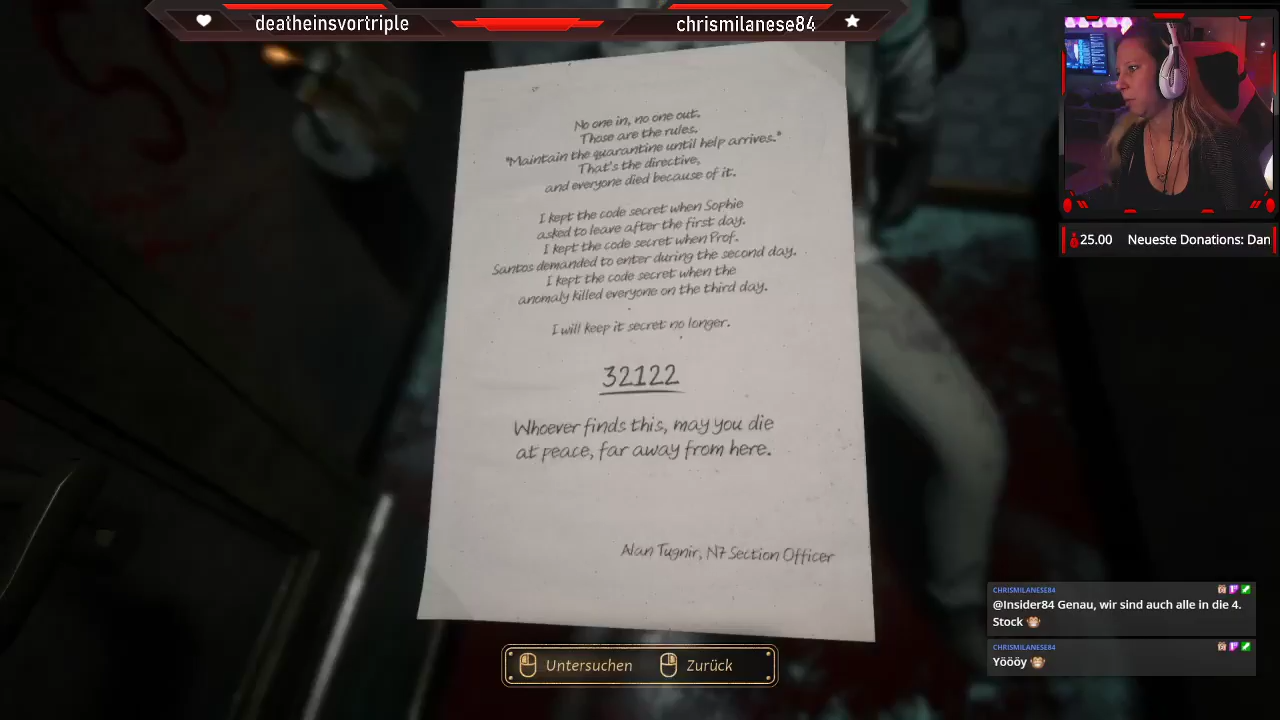 deatheinsvortriple
chrismilanese84
No one in, no one out.
Those are the rules.
"Maintain the quarantine until help arrives."
That's the directive,
and everyone died because of it.
I kept the code secret when Sophie
asked to leave after the first day.
I kept the code secret when Prof.
Santos demanded to enter during the second day.
I kept the code secret when the
anomaly killed everyone on the third day.
I will keep it secret no longer.
32122
Whoever finds this, may you die
at peace, far away from here.
Alan Tugnir, N7 Section Officer
Untersuchen
Zurück
25.00 Neueste Donations: Dan
CHRISMILANESE84
@Insider84 Genau, wir sind auch alle in die 4.
Stock
CHRISMILANESE84
Yöööy